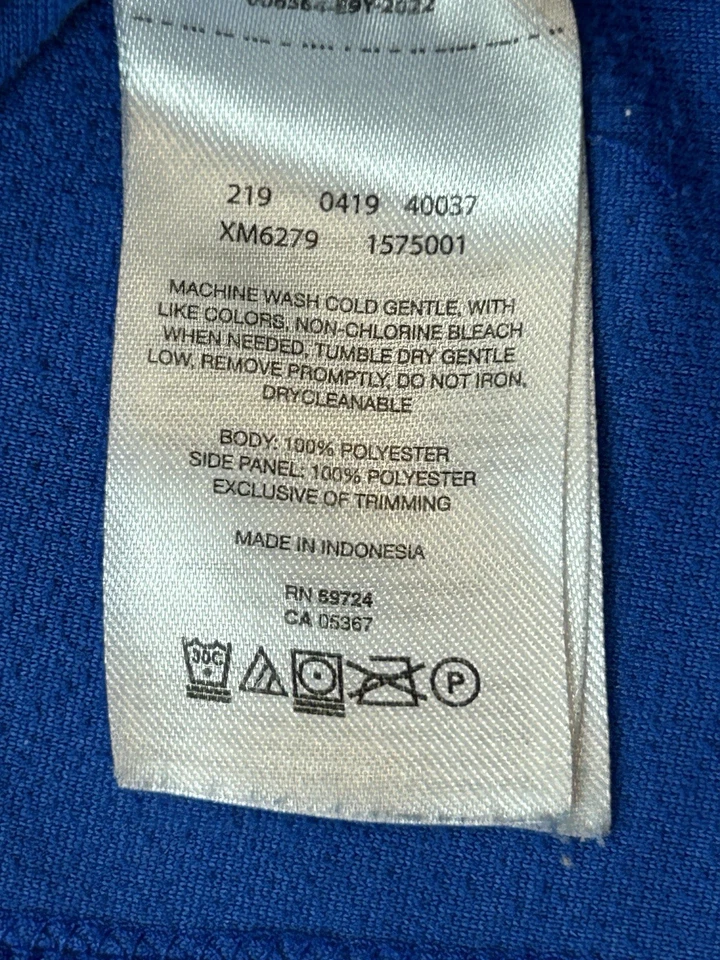 219 0419 40037
XM6279 1575001
MACHINE WASH COLD GENTLE, WITH
LIKE COLORS, NON-CHLORINE BLEACH
WHEN NEEDED, TUMBLE DRY GENTLE
LOW, REMOVE PROMPTLY, DO NOT IRON,
DRYCLEANABLE
BODY: 100% POLYESTER
SIDE PANEL: 100% POLYESTER
EXCLUSIVE OF TRIMMING
MADE IN INDONESIA
RN 69724
CA 05367
30C
P